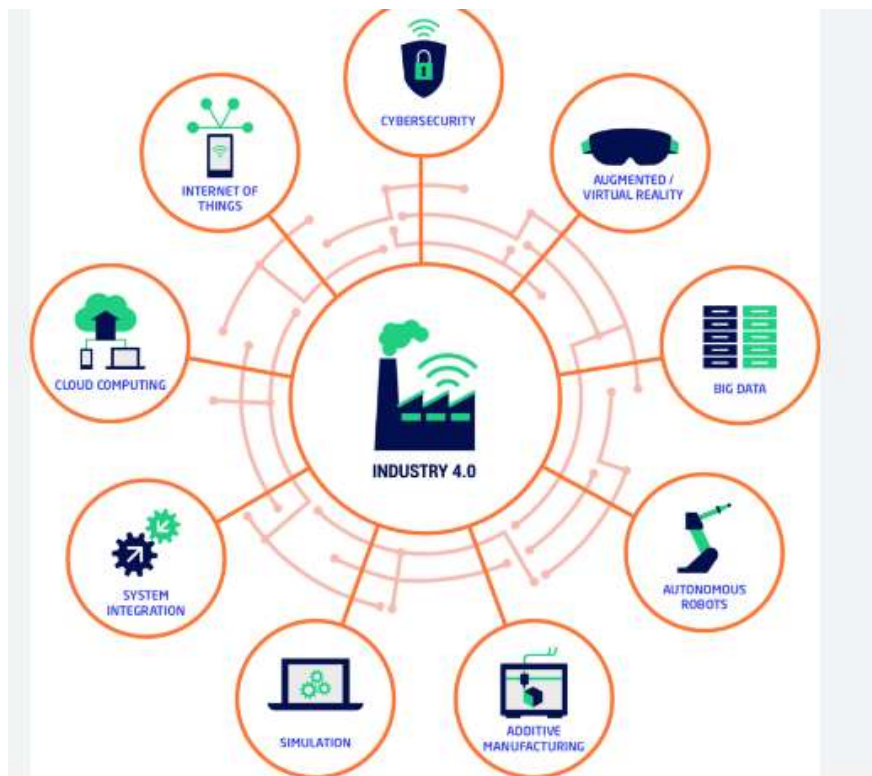 CYBERSECURITY
AUGMENTED /
VIRTUAL REALITY
BIG DATA
AUTONOMOUS
ROBOTS
ADDITIVE
MANUFACTURING
SIMULATION
SYSTEM
INTEGRATION
CLOUD COMPUTING
INTERNET OF
THINGS
INDUSTRY 4.0